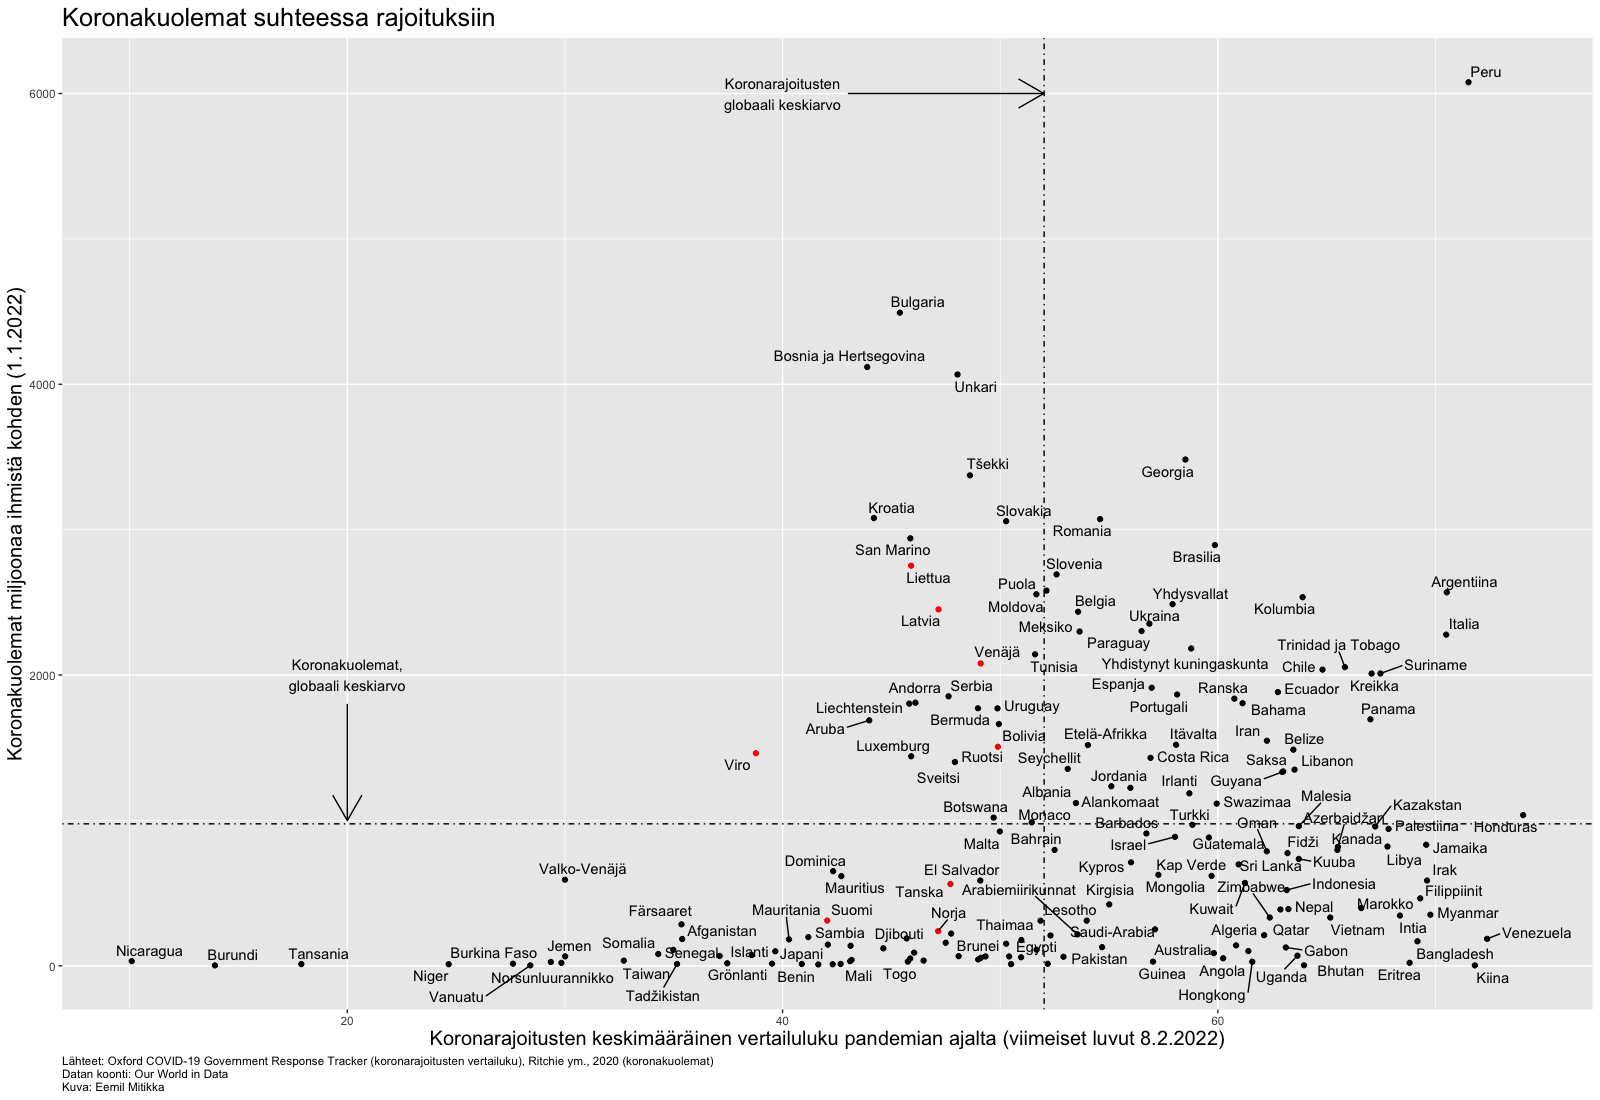 Koronakuolemat suhteessa rajoituksiin
Koronakuolemat miljoonaa ihmistä kohden (1.1.2022)
6000
4000
2000
0
Koronarajoitusten
globaali keskiarvo
Peru
Bulgaria
Bosnia ja Hertsegovina
Unkari
Tšekki
Georgia
Kroatia
Slovakia
Romania
San Marino
Brasilia
Slovenia
Liettua
Puola
Argentiina
Moldova
Belgia
Yhdysvallat
Kolumbia
Latvia
Meksiko
Ukraina
Italia
Paraguay
Trinidad ja Tobago
Venäjä
Koronakuolemat,
globaali keskiarvo
Tunisia
Yhdistynyt kuningaskunta
Chile
Suriname
Andorra
Serbia
Espanja
Ranska
Ecuador
Kreikka
Liechtenstein
Uruguay
Portugali
Bahama
Panama
Aruba
Bermuda
Bolivia
Etelä-Afrikka
Itävalta
Iran
Belize
Luxemburg
Ruotsi
Seychellit
Costa Rica
Saksa
Libanon
Viro
Sveitsi
Jordania
Irlanti
Guyana
Albania
Alankomaat
Swazimaa
Malesia
Kazakstan
Botswana
Monaco
Barbados
Turkki
Oman
Azerbaidžan
Palestiina
Honduras
Malta
Bahrain
Israel
Guatemala
Fidži
Kanada
Jamaika
Dominica
Valko-Venäjä
El Salvador
Kypros
Kap Verde
Sri Lanka
Kuuba
Libya
Irak
Mauritius
Tanska
Arabiemiirikunnat
Kirgisia
Mongolia
Zimbabwe
Indonesia
Filippiinit
Färsaaret
Mauritania
Suomi
Norja
Lesotho
Kuwait
Nepal
Marokko
Myanmar
Afganistan
Sambia
Djibouti
Thaimaa
Saudi-Arabia
Algeria
Qatar
Vietnam
Intia
Venezuela
Nicaragua
Burundi
Tansania
Burkina Faso
Jemen
Somalia
Senegal
Islanti
Japani
Brunei
Egypti
Pakistan
Australia
Gabon
Bangladesh
Niger
Norsunluurannikko
Taiwan
Grönlanti
Benin
Mali
Togo
Guinea
Angola
Uganda
Bhutan
Eritrea
Kiina
Vanuatu
Tadžikistan
Hongkong
20
40
60
Koronarajoitusten keskimääräinen vertailuluku pandemian ajalta (viimeiset luvut 8.2.2022)
Lähteet: Oxford COVID-19 Government Response Tracker (koronarajoitusten vertailuku), Ritchie ym., 2020 (koronakuolemat)
Datan koonti: Our World in Data
Kuva: Eemil Mitikka